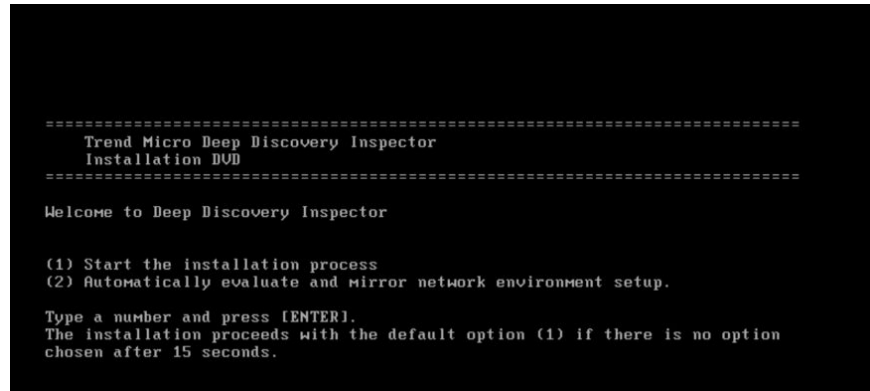 ===========================================================================
Trend Micro Deep Discovery Inspector
Installation DVD
===========================================================================
Welcome to Deep Discovery Inspector
(1) Start the installation process
(2) Automatically evaluate and mirror network environment setup.
Type a number and press [ENTER].
The installation proceeds with the default option (1) if there is no option
chosen after 15 seconds.